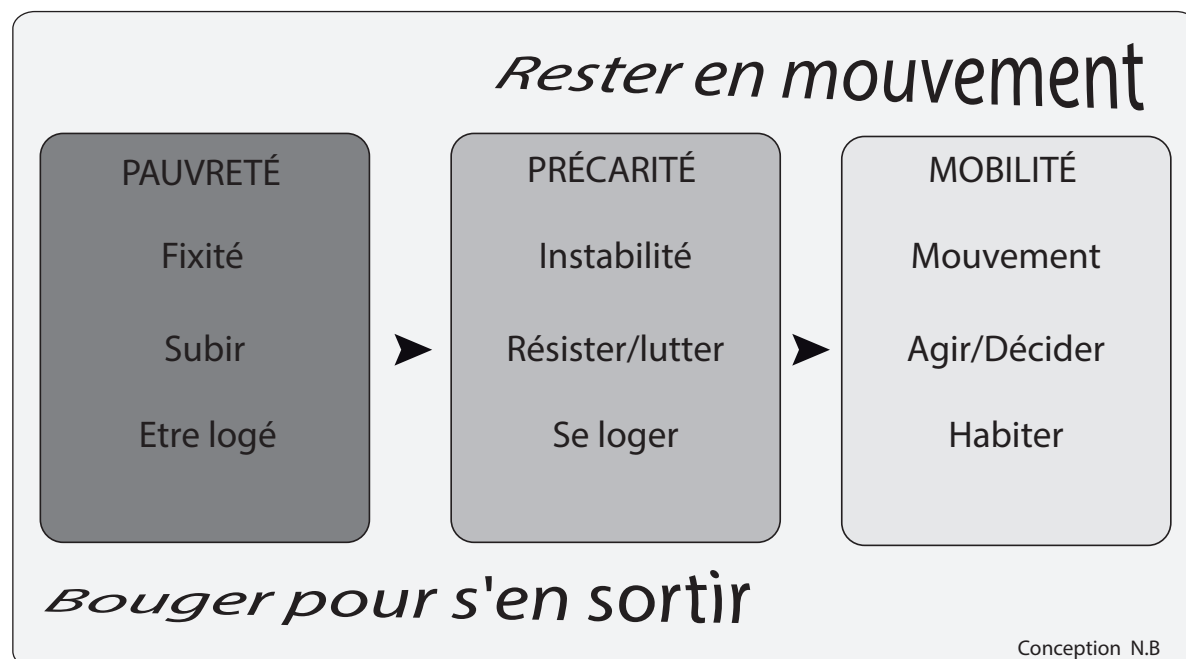 Rester en mouvement
PAUVRETÉ
Fixité
Subir
Etre logé
PRÉCARITÉ
Instabilité
Résister/lutter
Se loger
MOBILITÉ
Mouvement
Agir/Décider
Habiter
Bouger pour s'en sortir
Conception N.B